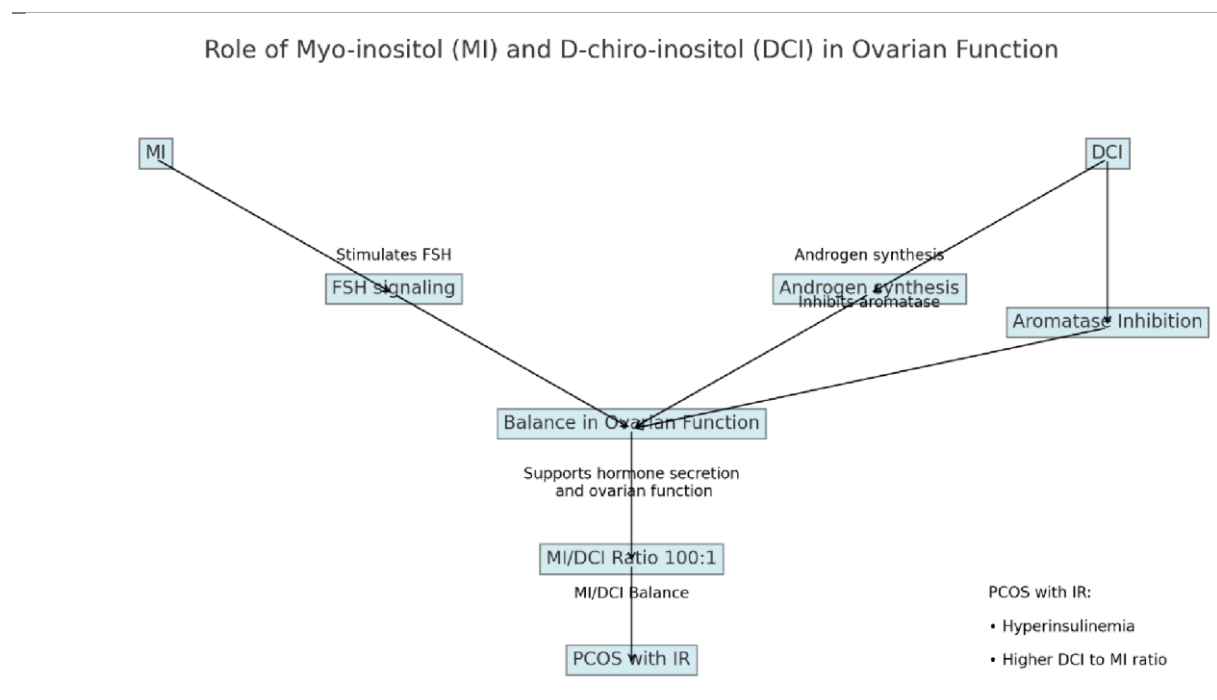 Role of Myo-inositol (MI) and D-chiro-inositol (DCI) in Ovarian Function
MI
DCI
Stimulates FSH
Androgen synthesis
FSH signaling
Androgen synthesis
Inhibits aromatase
Aromatase Inhibition
Balance in Ovarian Function
Supports hormone secretion
and ovarian function
MI/DCI Ratio 100:1
MI/DCI Balance
PCOS with IR
PCOS with IR:
• Hyperinsulinemia
• Higher DCI to MI ratio